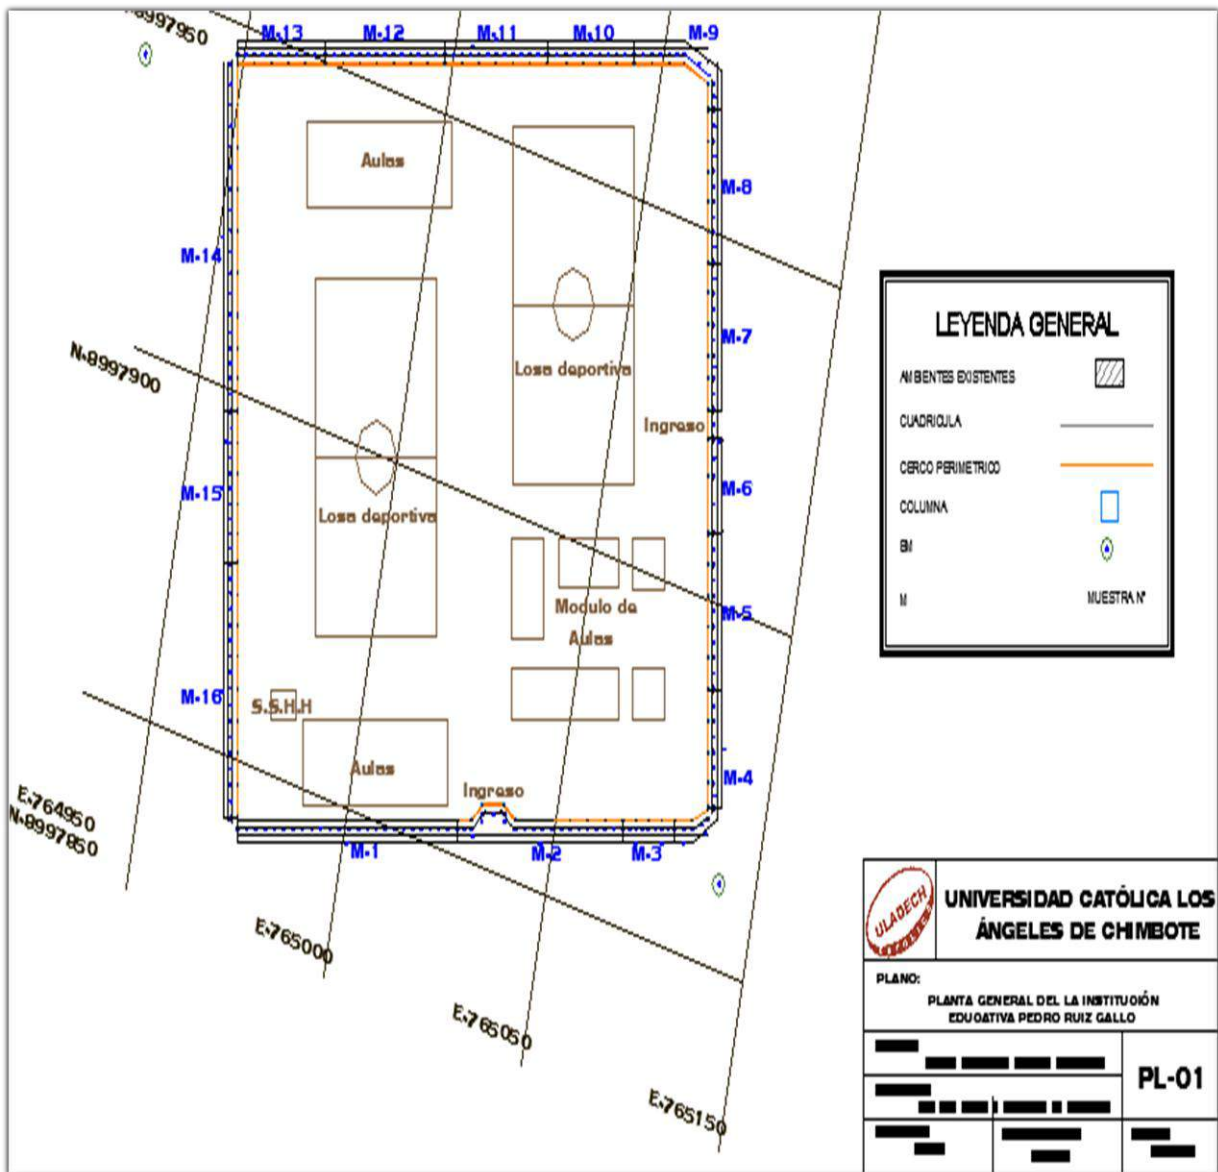 N-8997950
M-13
M-12
M-11
M-10
M-9
Aulas
M-8
M-14
M-7
N-8997900
Losa deportiva
Ingreso
M-6
M-15
Losa deportiva
M-5
Modulo de
Aulas
M-16
S.S.H.H
Aulas
Ingreso
M-4
E-764950
N-8997850
M-1
M-2
M-3
E-765000
E-765050
E-765150
LEYENDA GENERAL
AMBIENTES EXISTENTES
CUADRICULA
CERCO PERIMETRICO
COLUMNA
BM
M
MUESTRA N°
ULADECH
UNIVERSIDAD CATÓLICA LOS
ÁNGELES DE CHIMBOTE
PLANO:
PLANTA GENERAL DEL LA INSTITUCIÓN
EDUCATIVA PEDRO RUIZ GALLO
PL-01